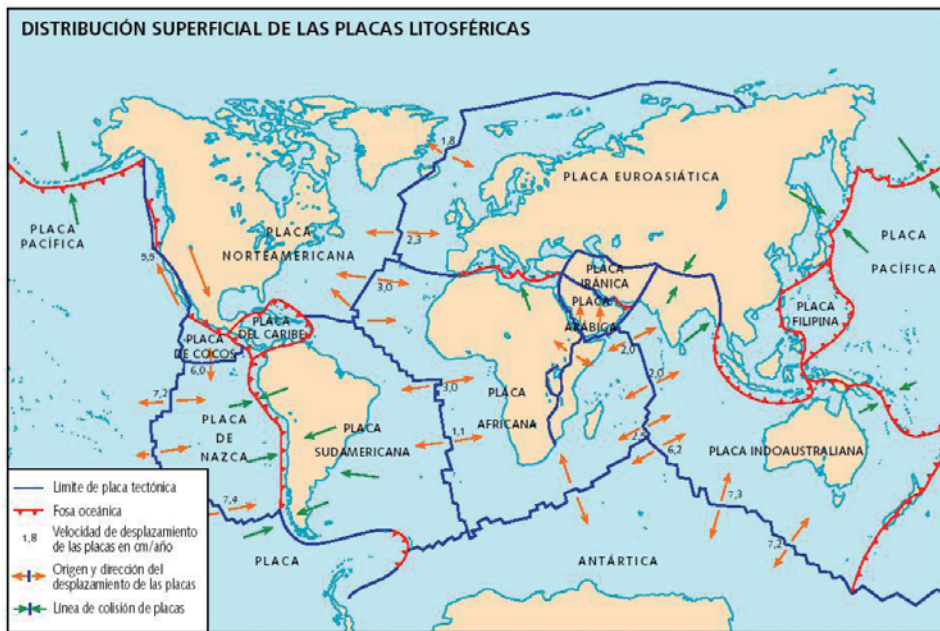 DISTRIBUCIÓN SUPERFICIAL DE LAS PLACAS LITOSFÉRICAS
1,8
PLACA EUROASIÁTICA
PLACA
PACÍFICA
PLACA
NORTEAMERICANA
2,3
PLACA
PACÍFICA
5,5
3,0
PLACA
IRÁNICA
PLACA
ARÁBICA
PLACA
FILIPINA
PLACA
DEL CARIBE
PLACA
DE COCOS
6,0
2,0
7,2
3,0
2,0
PLACA
DE
NAZCA
PLACA
SUDAMERICANA
1,1
PLACA
AFRICANA
2,5
6,2
PLACA INDOAUSTRALIANA
7,4
7,3
7,2
PLACA
ANTÁRTICA
Límite de placa tectónica
Fosa oceánica
1,8
Velocidad de desplazamiento
de las placas en cm/año
Origen y dirección del
desplazamiento de las placas
Línea de colisión de placas